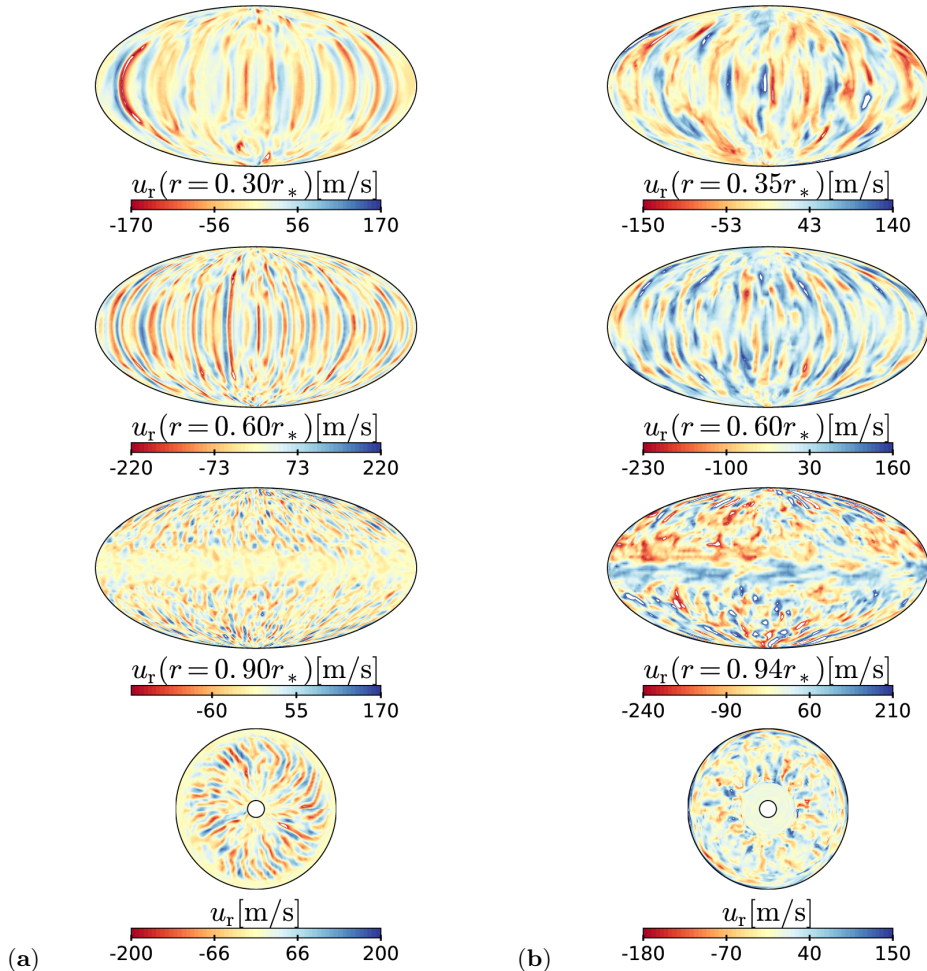 u_r(r=0.30r_*)[m/s]
-170 -56 56 170
u_r(r=0.35r_*)[m/s]
-150 -53 43 140
u_r(r=0.60r_*)[m/s]
-220 -73 73 220
u_r(r=0.60r_*)[m/s]
-230 -100 30 160
u_r(r=0.90r_*)[m/s]
-60 55 170
u_r(r=0.94r_*)[m/s]
-240 -90 60 210
u_r[m/s]
-200 -66 66 200
u_r[m/s]
-180 -70 40 150
(a)
(b)